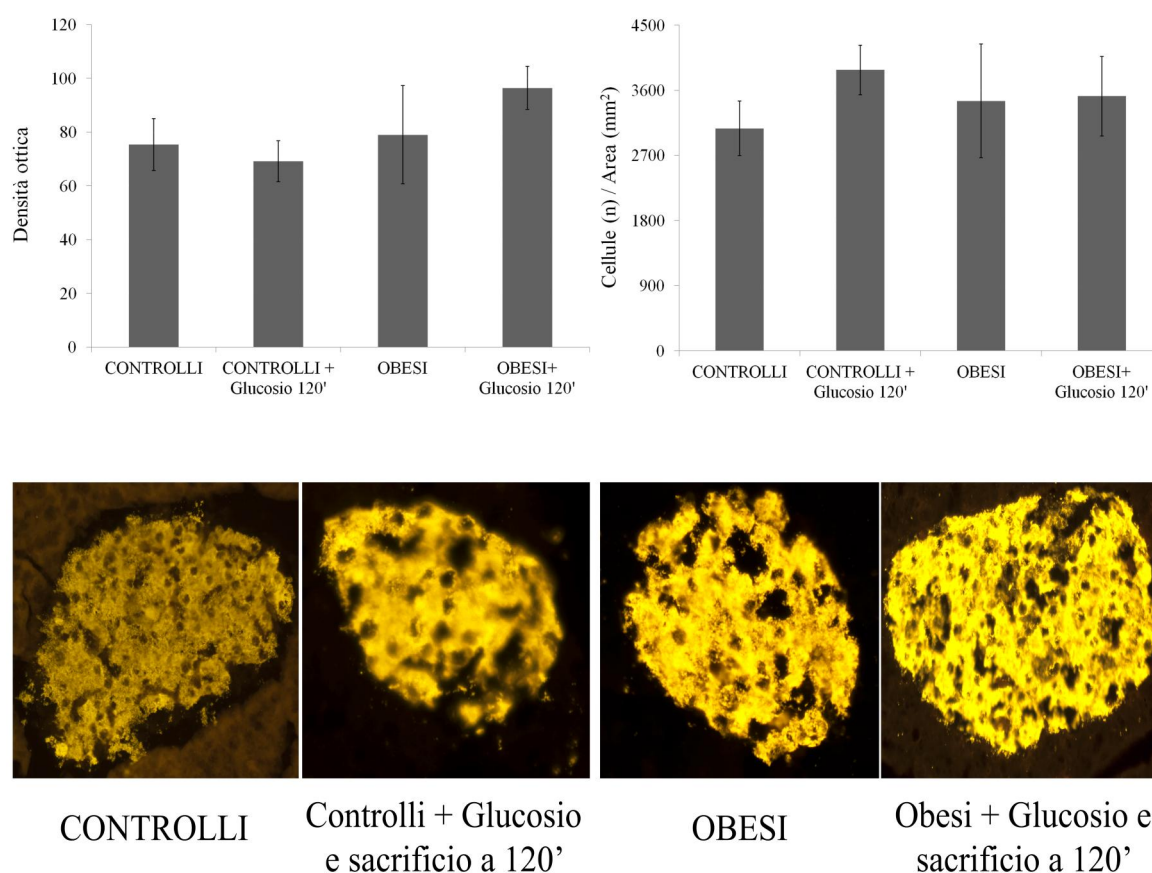 120
100
80
60
40
20
0
Densità ottica
CONTROLLI
CONTROLLI +
Glucosio 120'
OBESI
OBESI+
Glucosio 120'
4500
3600
2700
1800
900
0
Cellule (n) / Area (mm²)
CONTROLLI
CONTROLLI +
Glucosio 120'
OBESI
OBESI+
Glucosio 120'
CONTROLLI
Controlli + Glucosio
e sacrificio a 120’
OBESI
Obesi + Glucosio e
sacrificio a 120’